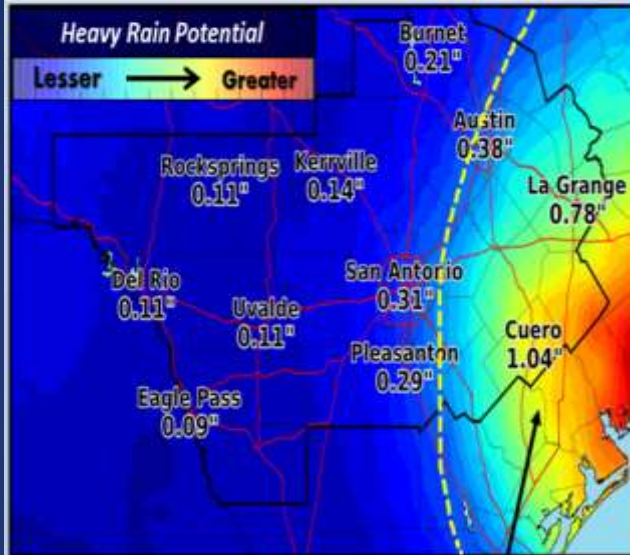 Heavy Rain Potential
Lesser Greater
Burnet
0.21"
Austin
0.38"
Rocksprings
0.11"
Kerrville
0.14"
La Grange
0.78"
Del Rio
0.11"
San Antonio
0.31"
Uvalde
0.11"
Cuero
1.04"
Pleasanton
0.29"
Eagle Pass
0.09"